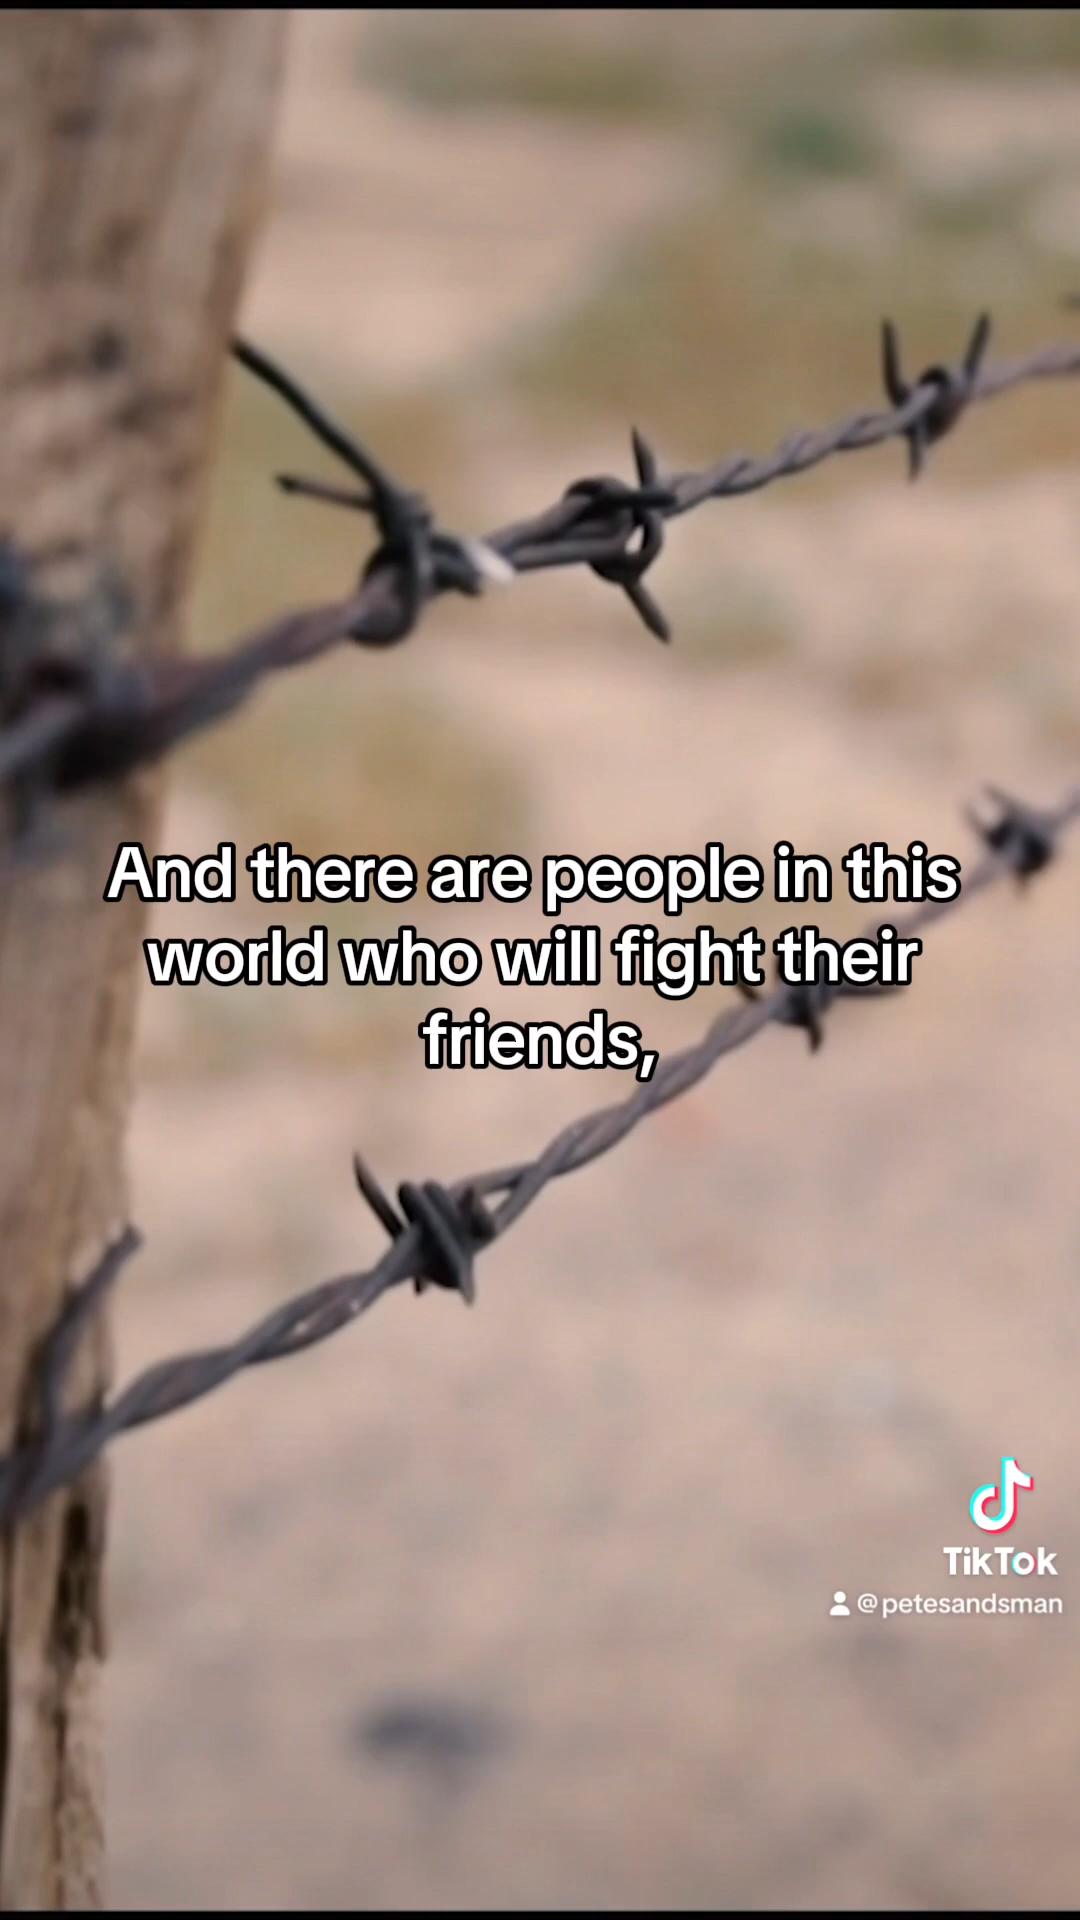 And there are people in this
world who will fight their
friends,
TikTok
@petesandsman